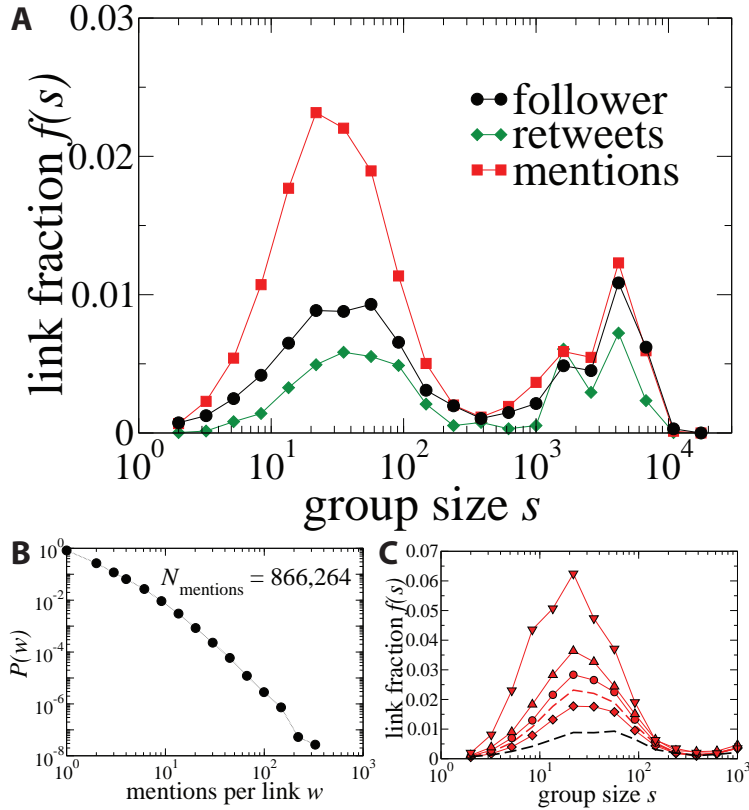 A
0.03
0.02
0.01
0
link fraction f(s)
follower
retweets
mentions
10^0
10^1
10^2
10^3
10^4
group size s
B
10^0
10^-2
10^-4
10^-6
10^-8
P(w)
N_mentions = 866,264
10^0
10^1
10^2
10^3
mentions per link w
C
0.07
0.06
0.05
0.04
0.03
0.02
0.01
0
link fraction f(s)
10^0
10^1
10^2
10^3
group size s